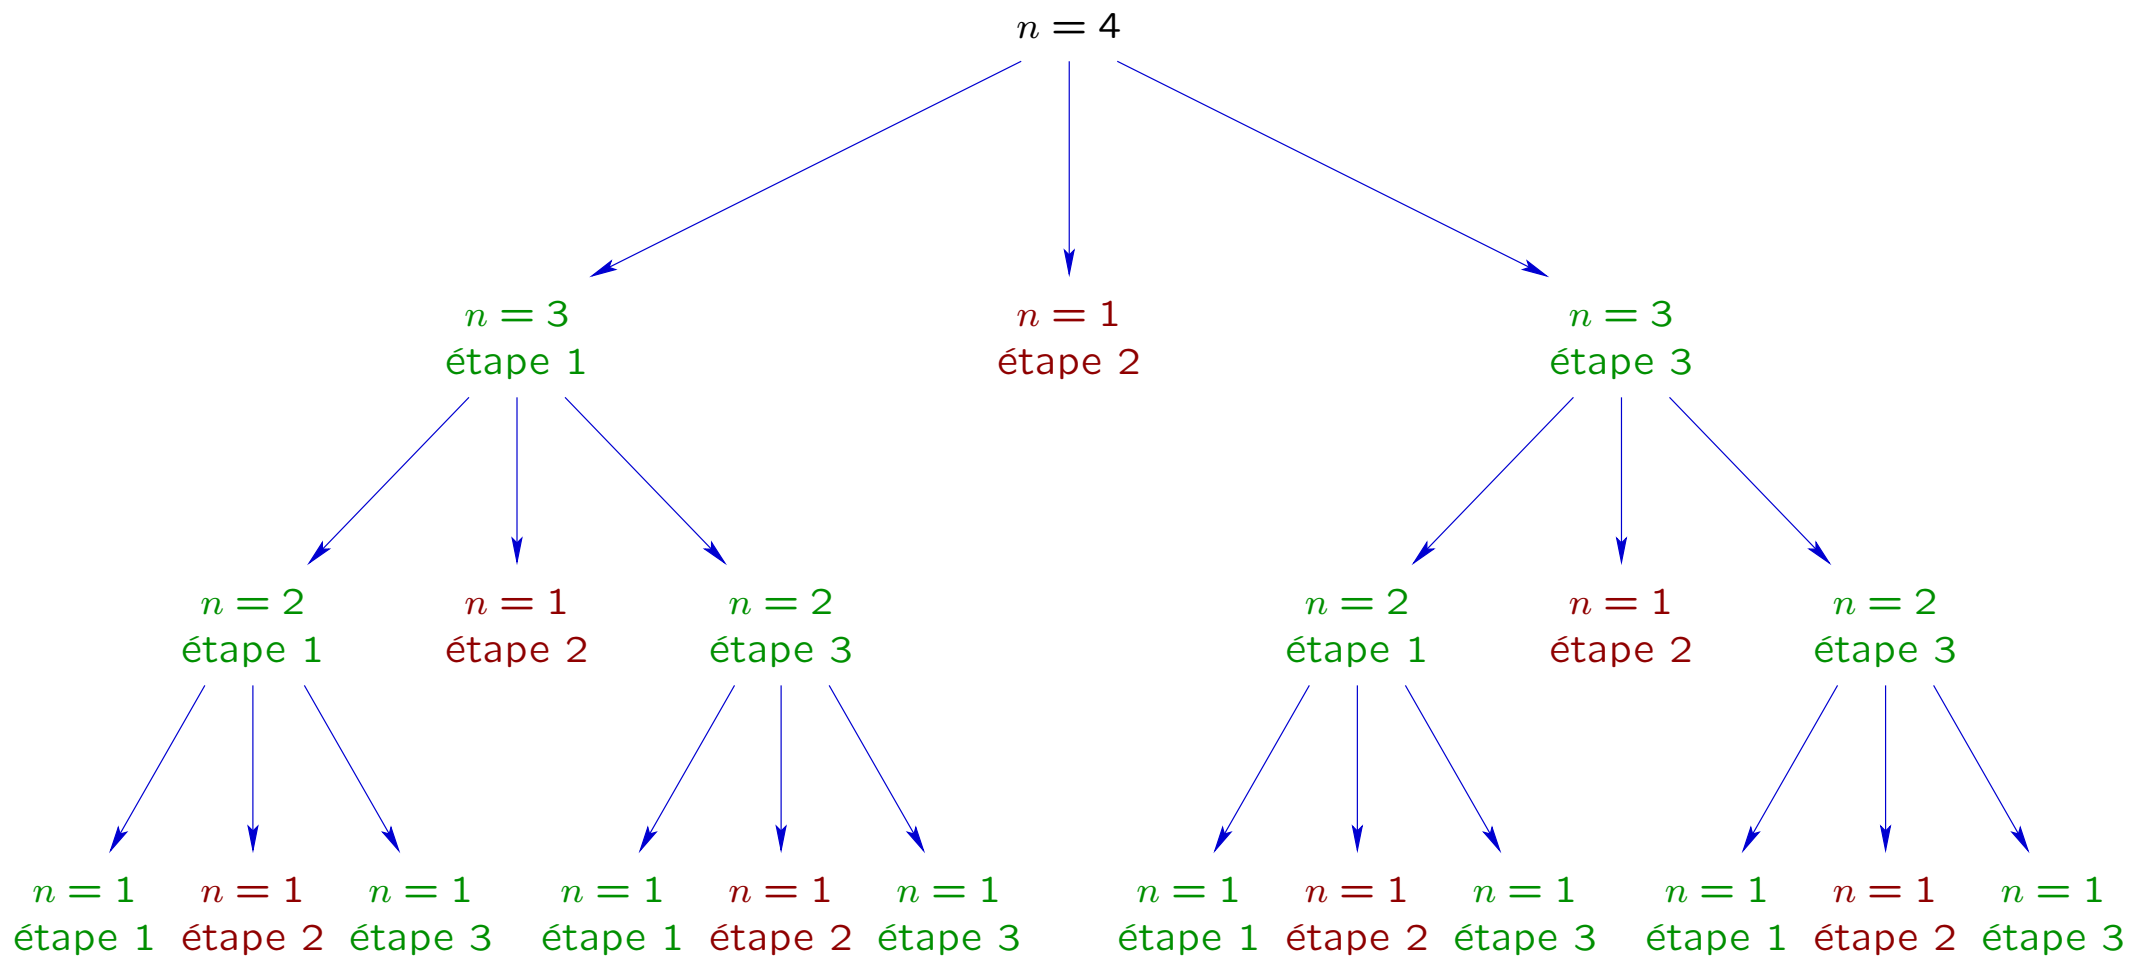 n = 4
n = 3
étape 1
n = 1
étape 2
n = 3
étape 3
n = 2
étape 1
n = 1
étape 2
n = 2
étape 3
n = 2
étape 1
n = 1
étape 2
n = 2
étape 3
n = 1
étape 1
n = 1
étape 2
n = 1
étape 3
n = 1
étape 1
n = 1
étape 2
n = 1
étape 3
n = 1
étape 1
n = 1
étape 2
n = 1
étape 3
n = 1
étape 1
n = 1
étape 2
n = 1
étape 3